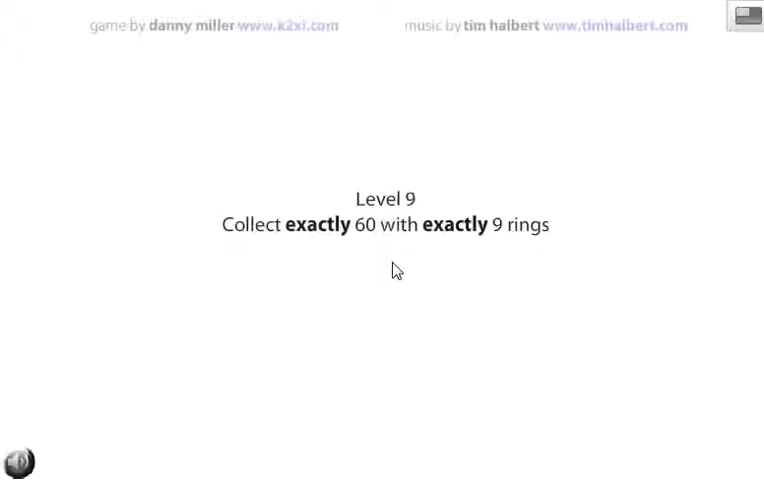 game by danny miller www.k2xl.com
music by tim halbert www.timhalbert.com
Level 9
Collect exactly 60 with exactly 9 rings